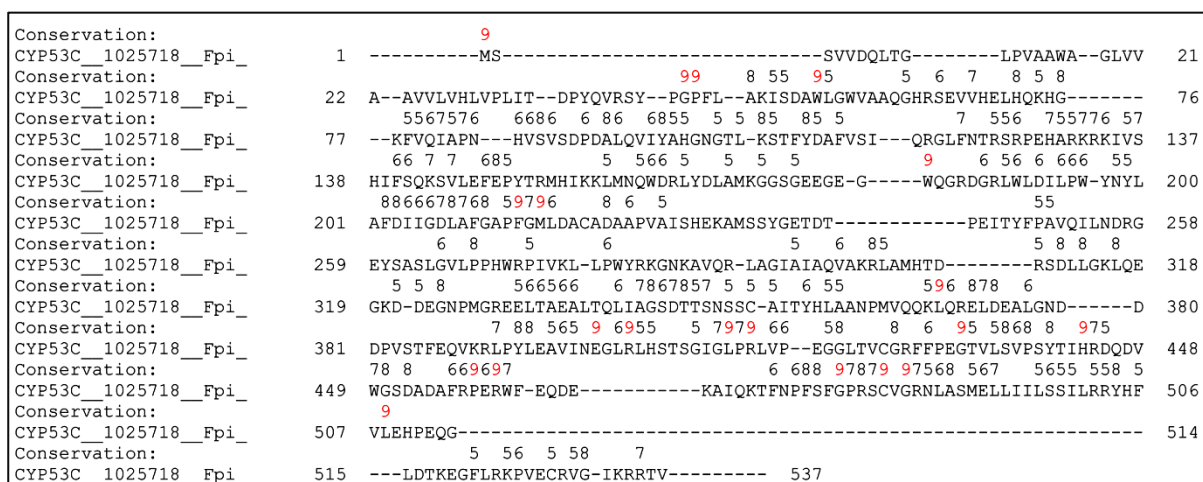 Conservation: 9
CYP53C__1025718__Fpi_ 1 ----------MS----------------------------SVVDQLTG-------LPVAAWA--GLVV 21
Conservation: 99 8 55 95 5 6 7 8 5 8
CYP53C__1025718__Fpi_ 22 A--AVVLVHLVPLIT--DPYQVRSY--PGPFL--AKISDAWLGWVAAQGHRSEVVHELHQKHG------- 76
Conservation: 5567576 6686 6 86 6855 5 5 85 85 5 7 556 6 755776 57
CYP53C__1025718__Fpi_ 77 --KFVQIAPN---HVSVSDPDALQVIYAHGNGTL-KSTFYDAFVSI--QRGLFNTRSRPEHARKRKIVS 137
Conservation: 66 7 7 685 5 566 5 5 5 5 9 6 56 6 666 55
CYP53C__1025718__Fpi_ 138 HIFSQKSVLEFEPYTRMHIKKLMNQWDRLYDLAMKGGSGEEGE-G-----WQGRDGRLWLDILPW-YNYL 200
Conservation: 8866678768 59796 8 6 5 55
CYP53C__1025718__Fpi_ 201 AFDIIGDLAFGAPFGMLDACADAAPVAISHEKAMSSYGETDT-----------PEITYFPAVQILNDRG 258
Conservation: 6 8 5 6 5 6 85 5 8 8 8
CYP53C__1025718__Fpi_ 259 EYSASLGVLPPHWRPIVKL-LPWYRKGNKAVQR-LAGIAIAQVAKRLAMHTD--------RSDLLGKLQE 318
Conservation: 5 5 8 566566 6 7867855 5 6 55 596 878 6
CYP53C__1025718__Fpi_ 319 GKD-DEGNPMGREELTAEALTQLIAGSDTTSNSSC-AITYHLAANPMVQQKLQRELDEALGND------D 380
Conservation: 7 88 565 9 6955 5 7979 66 58 8 6 95 5868 8 975
CYP53C__1025718__Fpi_ 381 DPVSTFEQVKRLPYLEAVINEGLRLHSTSGIGLPRLVP--EGGLTVCGRFFPEGTVLSVPSYTIHRDQDV 448
Conservation: 78 8 669697 6 688 9789 97568 567 5655 558 5
CYP53C__1025718__Fpi_ 449 WGSDADAFRPERWF-EQDE-----------KAIQKTFNPFSFGPRSCVGRNLASMELLIILSSILRRYHF 506
Conservation: 9
CYP53C__1025718__Fpi_ 507 VLEHPEQG-------------------------------------------------------------- 514
Conservation: 5 56 5 58 7
CYP53C__1025718__Fpi_ 515 ---LDTKEGFLRKPVECRVG-IKRRTV--------- 537